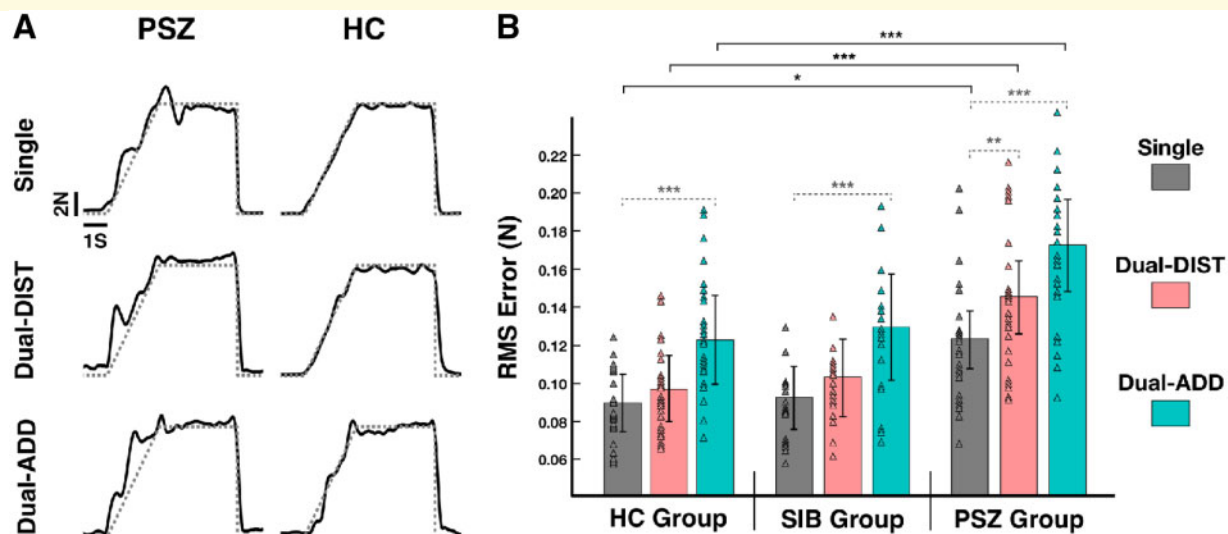 A
PSZ
HC
Single
2N
1S
Dual-DIST
Dual-ADD
B
***
***
*
***
**
***
***
RMS Error (N)
0.22
0.20
0.18
0.16
0.14
0.12
0.10
0.08
0.06
HC Group
SIB Group
PSZ Group
Single
Dual-DIST
Dual-ADD